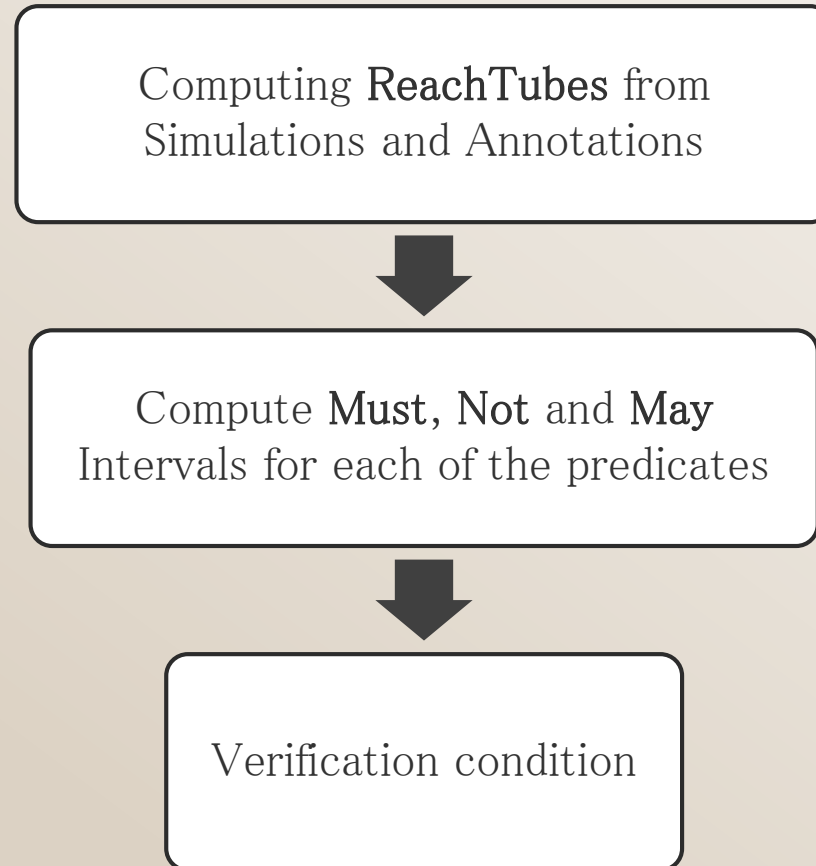 Computing ReachTubes from
Simulations and Annotations
Compute Must, Not and May
Intervals for each of the predicates
Verification condition